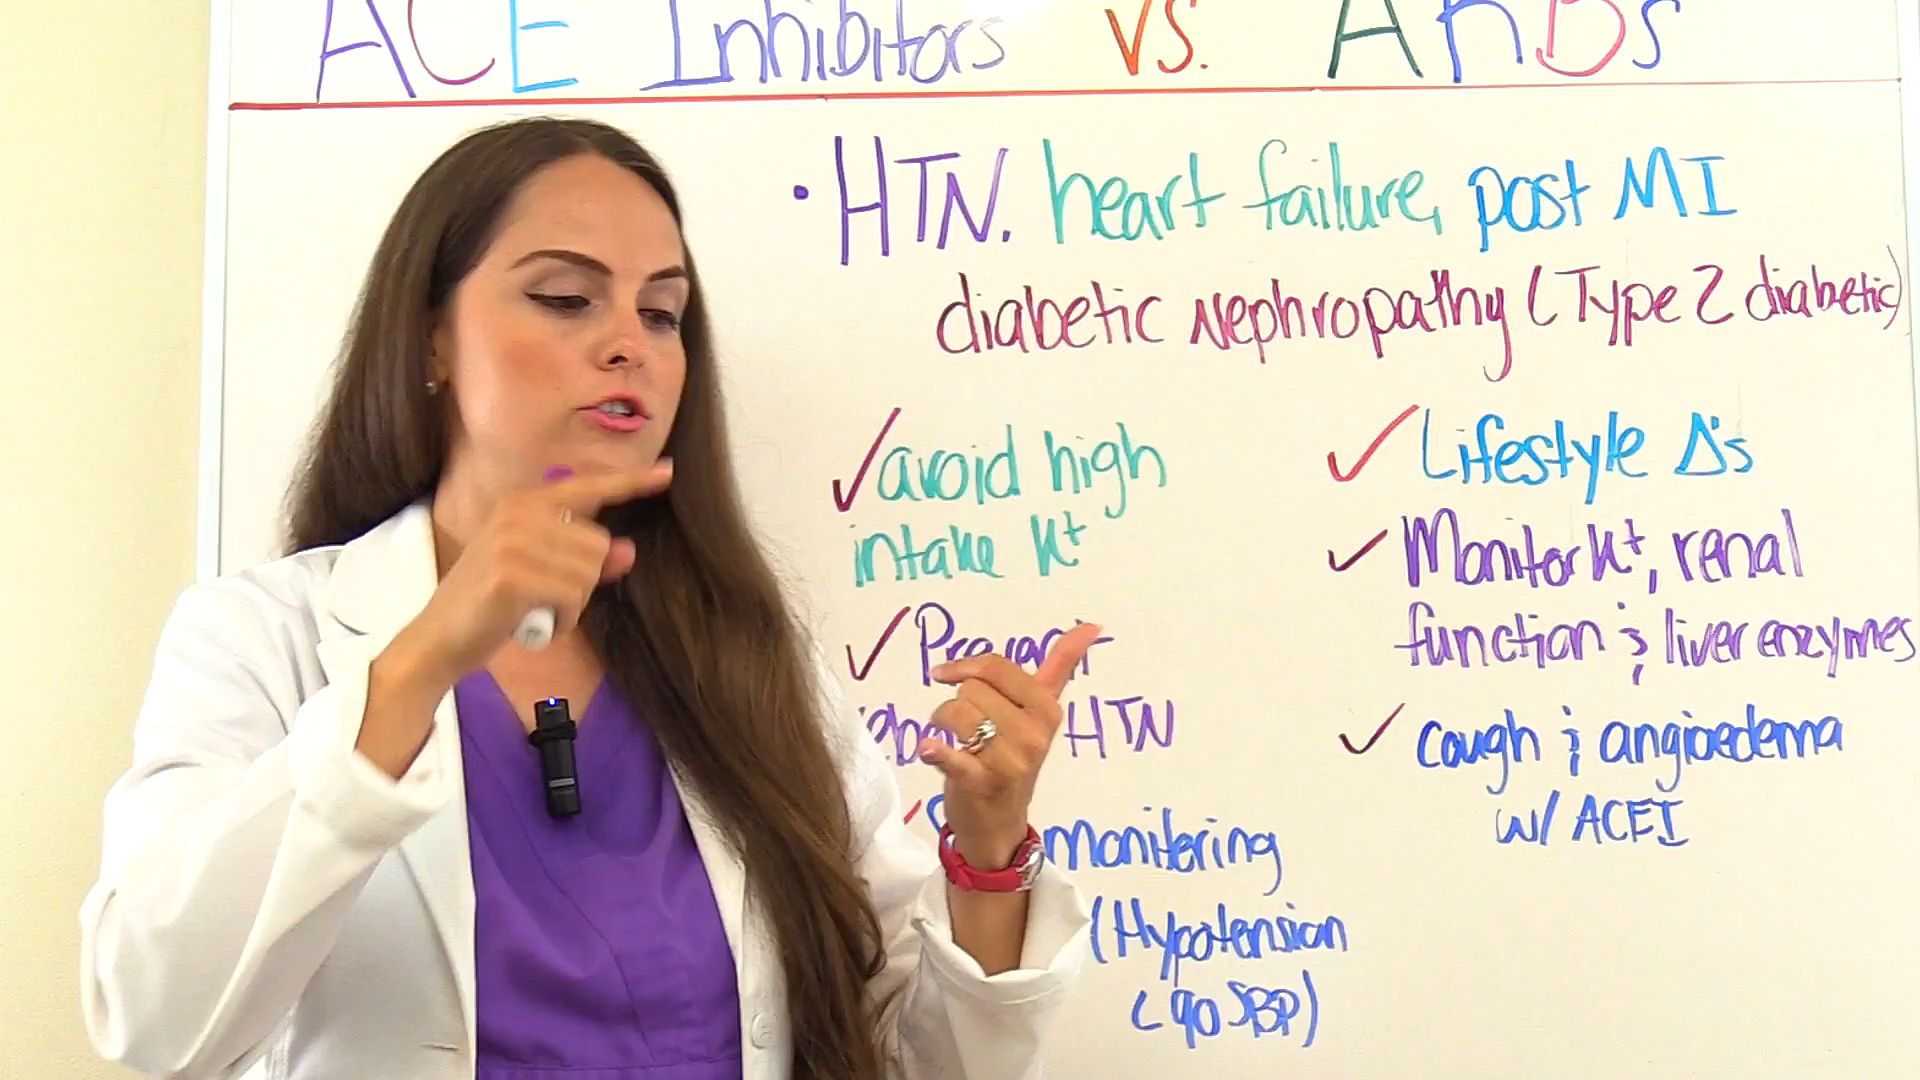 ACE Inhibitors vs. ARBs
• HTN. heart failure, post MI
diabetic nephropathy (Type 2 diabetic)
✓ avoid high
intake K+
✓ Prevent
HTN
✓ monitoring
(Hypotension
<90 SBP)
✓ Lifestyle Δ's
✓ Monitor K+, renal
function & liver enzymes
✓ cough & angioedema
w/ ACEI